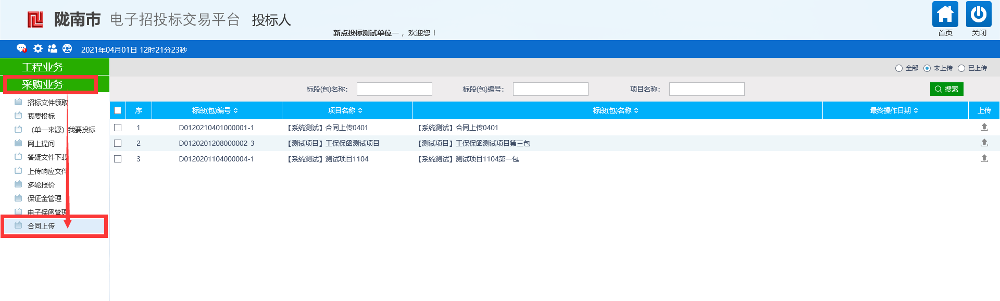 陇南市 电子招投标交易平台 投标人
新点投标测试单位一 ，欢迎您！
首页 关闭
2021年04月01日 12时21分23秒
工程业务
采购业务
招标文件领取
我要投标
（单一来源）我要投标
网上提问
答疑文件下载
上传响应文件
多轮报价
保证金管理
电子保函管理
合同上传
全部 未上传 已上传
标段(包)名称： 标段(包)编号： 项目名称： 搜索
序 标段(包)编号 项目名称 标段(包)名称 最终操作日期 上传
1 D0120210401000001-1 【系统测试】合同上传0401 【系统测试】合同上传0401
2 D0120201208000002-3 【测试项目】工保保函测试项目 【测试项目】工保保函测试项目第三包
3 D0120201104000004-1 【系统测试】测试项目1104 【系统测试】测试项目1104第一包